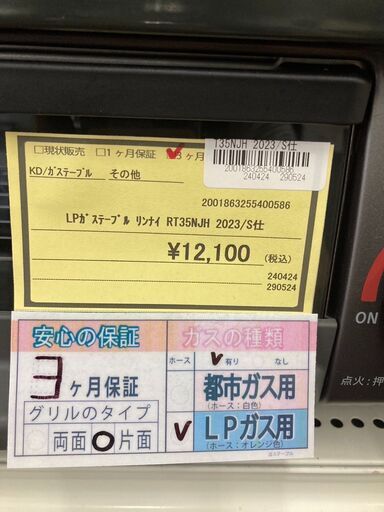 □現状販売 □1ヶ月保証 3ヶ月
T35NJH 2023/S仕
2001863255400586
240424 290524
KD/ｶﾞｽﾃｰﾌﾞﾙ その他
2001863255400586
LPｶﾞｽﾃｰﾌﾞﾙ ﾘﾝﾅｲ RT35NJH 2023/S仕
¥12,100 (税込)
240424
290524
安心の保証
3ヶ月保証
グリルのタイプ
両面 片面
ガスの種類
ホース 有り なし
都市ガス用
(ホース：白色)
LPガス用
(ホース：オレンジ色)
ON
点火：押